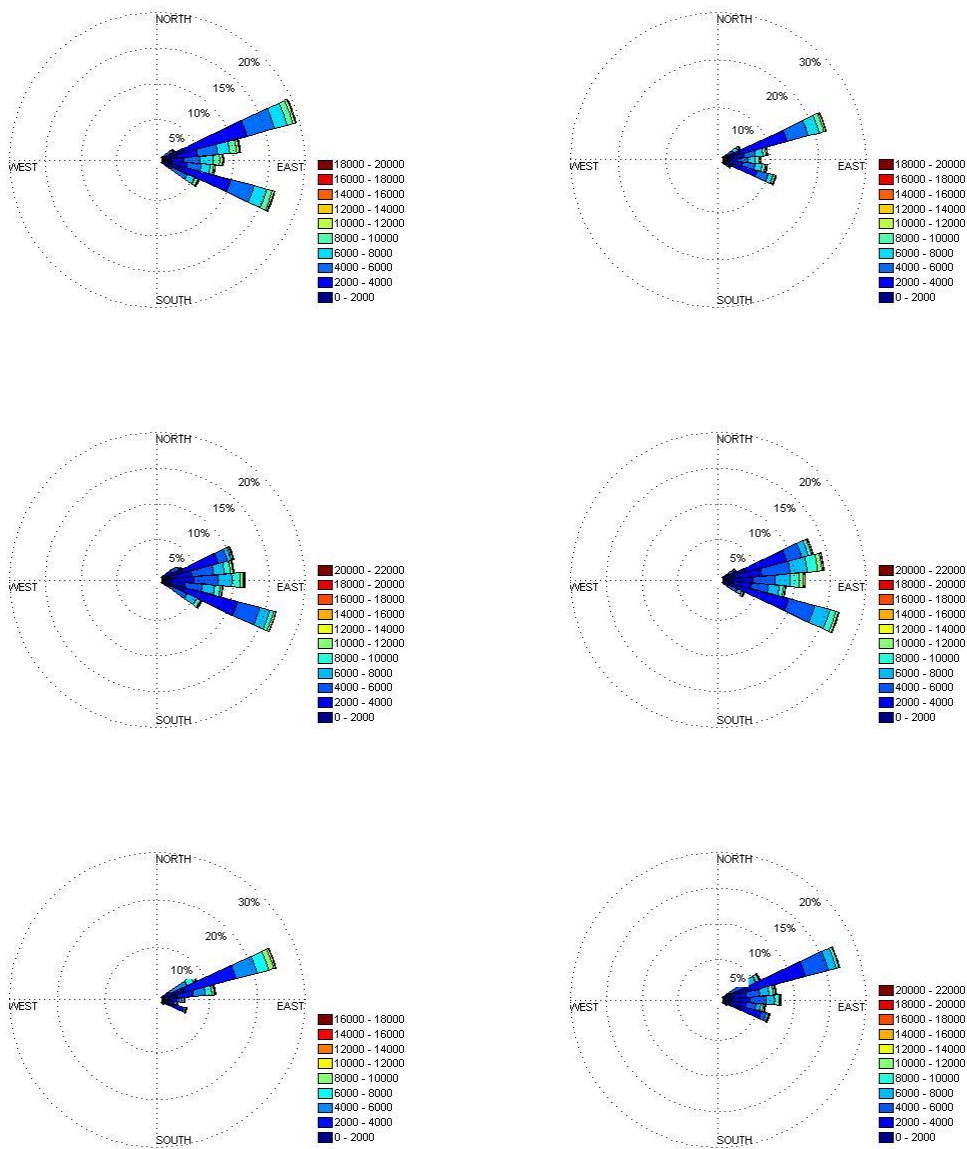 NORTH
20%
15%
10%
5%
WEST
EAST
SOUTH
18000 - 20000
16000 - 18000
14000 - 16000
12000 - 14000
10000 - 12000
8000 - 10000
6000 - 8000
4000 - 6000
2000 - 4000
0 - 2000
NORTH
30%
20%
10%
WEST
EAST
SOUTH
18000 - 20000
16000 - 18000
14000 - 16000
12000 - 14000
10000 - 12000
8000 - 10000
6000 - 8000
4000 - 6000
2000 - 4000
0 - 2000
NORTH
20%
15%
10%
5%
WEST
EAST
SOUTH
20000 - 22000
18000 - 20000
16000 - 18000
14000 - 16000
12000 - 14000
10000 - 12000
8000 - 10000
6000 - 8000
4000 - 6000
2000 - 4000
0 - 2000
NORTH
20%
15%
10%
5%
WEST
EAST
SOUTH
20000 - 22000
18000 - 20000
16000 - 18000
14000 - 16000
12000 - 14000
10000 - 12000
8000 - 10000
6000 - 8000
4000 - 6000
2000 - 4000
0 - 2000
NORTH
30%
20%
10%
WEST
EAST
SOUTH
16000 - 18000
14000 - 16000
12000 - 14000
10000 - 12000
8000 - 10000
6000 - 8000
4000 - 6000
2000 - 4000
0 - 2000
NORTH
20%
15%
10%
5%
WEST
EAST
SOUTH
20000 - 22000
18000 - 20000
16000 - 18000
14000 - 16000
12000 - 14000
10000 - 12000
8000 - 10000
6000 - 8000
4000 - 6000
2000 - 4000
0 - 2000